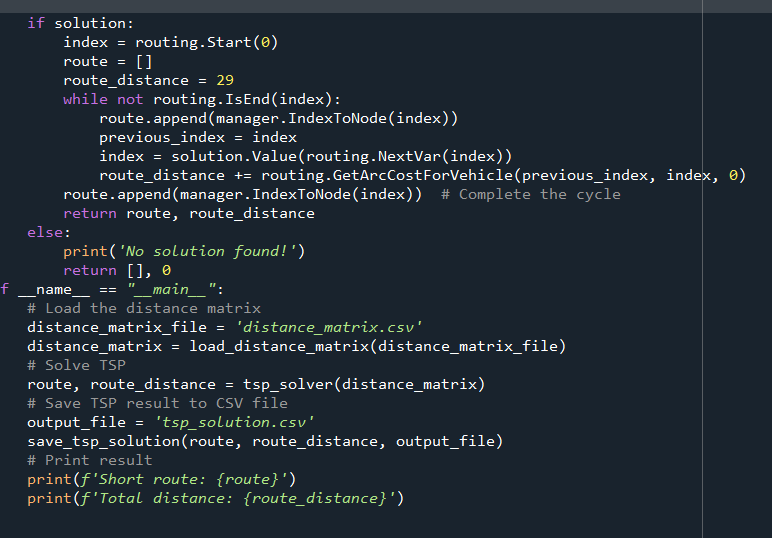 if solution:
index = routing.Start(0)
route = []
route_distance = 29
while not routing.IsEnd(index):
route.append(manager.IndexToNode(index))
previous_index = index
index = solution.Value(routing.NextVar(index))
route_distance += routing.GetArcCostForVehicle(previous_index, index, 0)
route.append(manager.IndexToNode(index))  # Complete the cycle
return route, route_distance
else:
print('No solution found!')
return [], 0
f __name__ == "__main__":
# Load the distance matrix
distance_matrix_file = 'distance_matrix.csv'
distance_matrix = load_distance_matrix(distance_matrix_file)
# Solve TSP
route, route_distance = tsp_solver(distance_matrix)
# Save TSP result to CSV file
output_file = 'tsp_solution.csv'
save_tsp_solution(route, route_distance, output_file)
# Print result
print(f'Short route: {route}')
print(f'Total distance: {route_distance}')